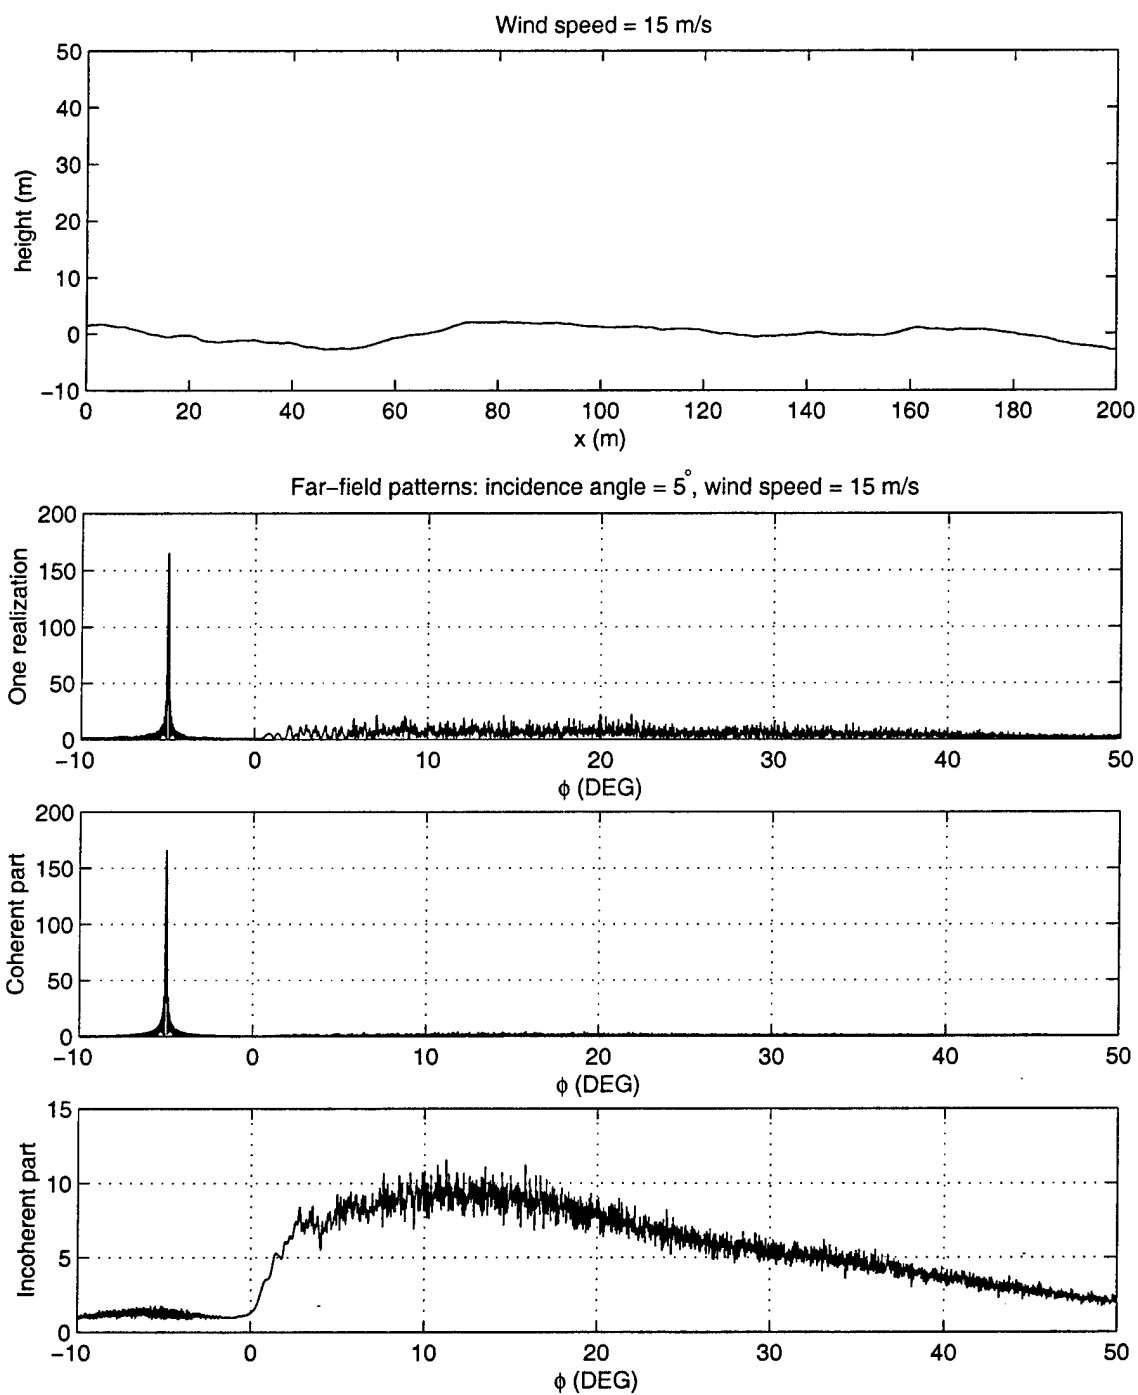 Wind speed = 15 m/s
50
40
30
20
10
0
−10
height (m)
0 20 40 60 80 100 120 140 160 180 200
x (m)
Far−field patterns: incidence angle = 5°, wind speed = 15 m/s
200
150
100
50
0
One realization
−10 0 10 20 30 40 50
ϕ (DEG)
200
150
100
50
0
Coherent part
−10 0 10 20 30 40 50
ϕ (DEG)
15
10
5
0
Incoherent part
−10 0 10 20 30 40 50
ϕ (DEG)